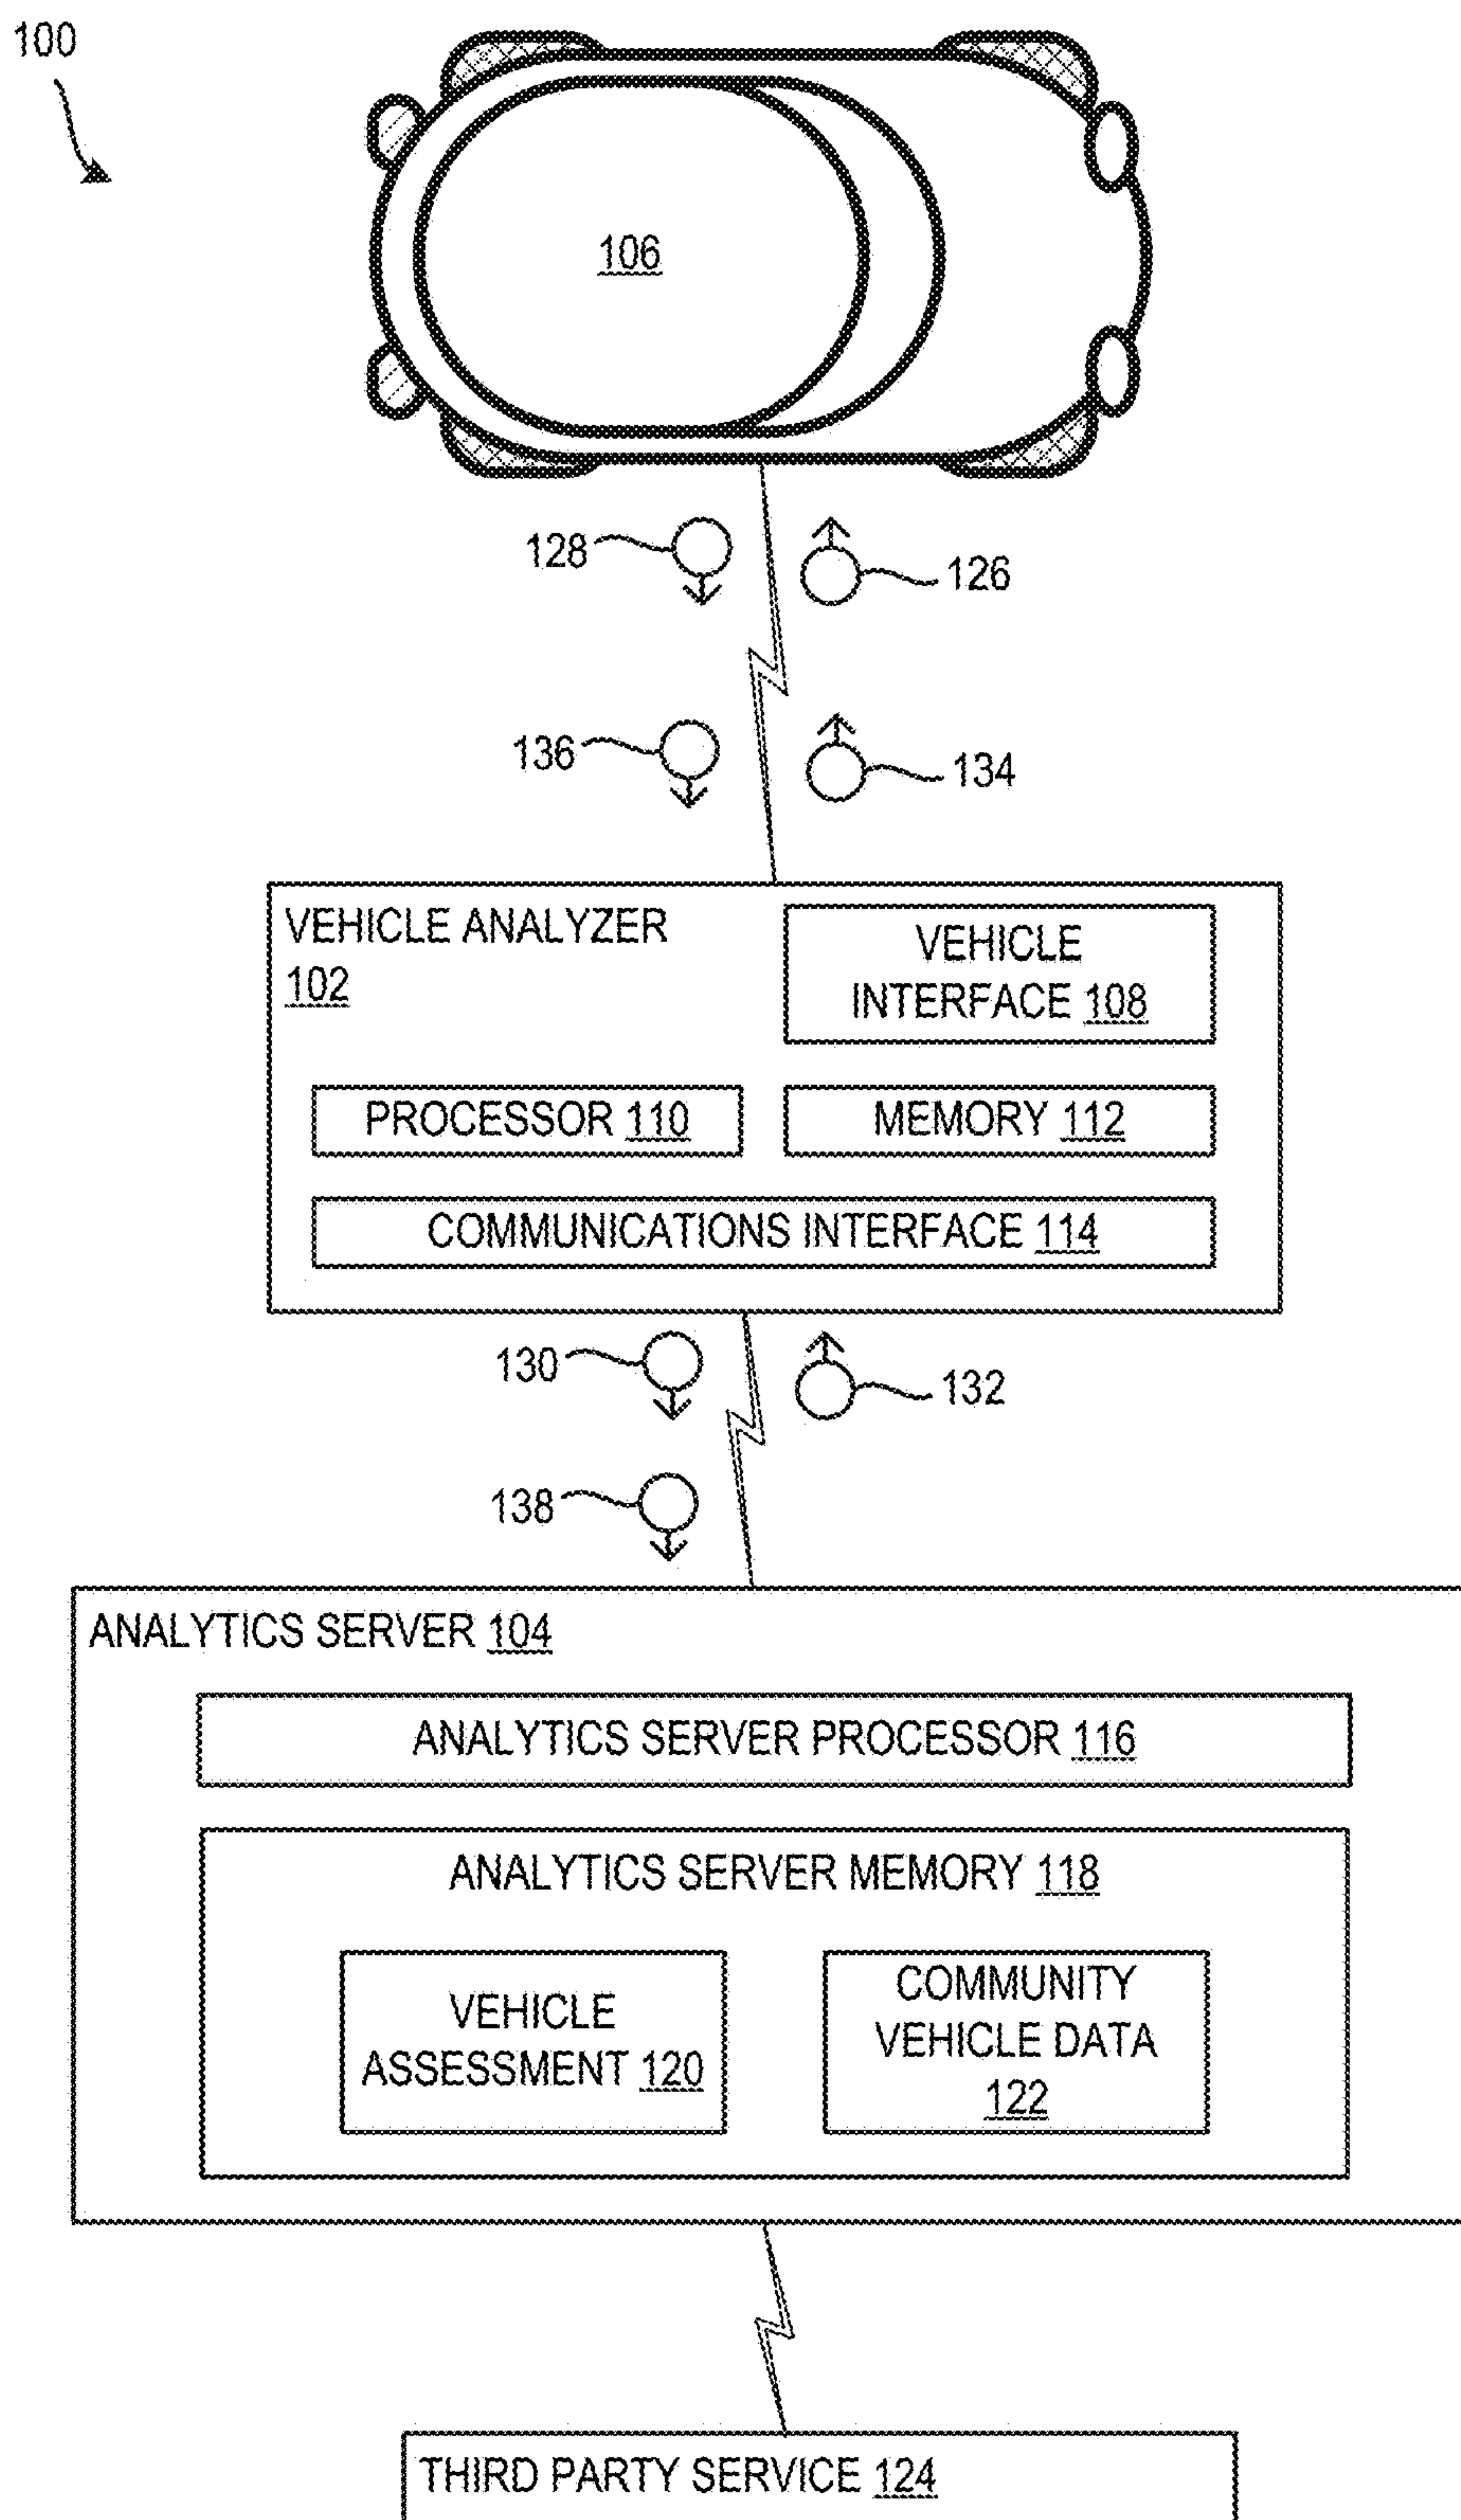 100
106
128
126
136
134
VEHICLE ANALYZER
102
VEHICLE
INTERFACE 108
PROCESSOR 110
MEMORY 112
COMMUNICATIONS INTERFACE 114
130
132
138
ANALYTICS SERVER 104
ANALYTICS SERVER PROCESSOR 116
ANALYTICS SERVER MEMORY 118
VEHICLE
ASSESSMENT 120
COMMUNITY
VEHICLE DATA
122
THIRD PARTY SERVICE 124